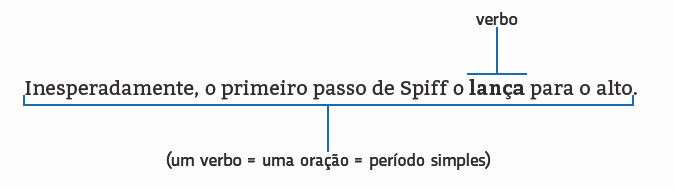 verbo
Inesperadamente, o primeiro passo de Spiff o lança para o alto.
(um verbo = uma oração = período simples)